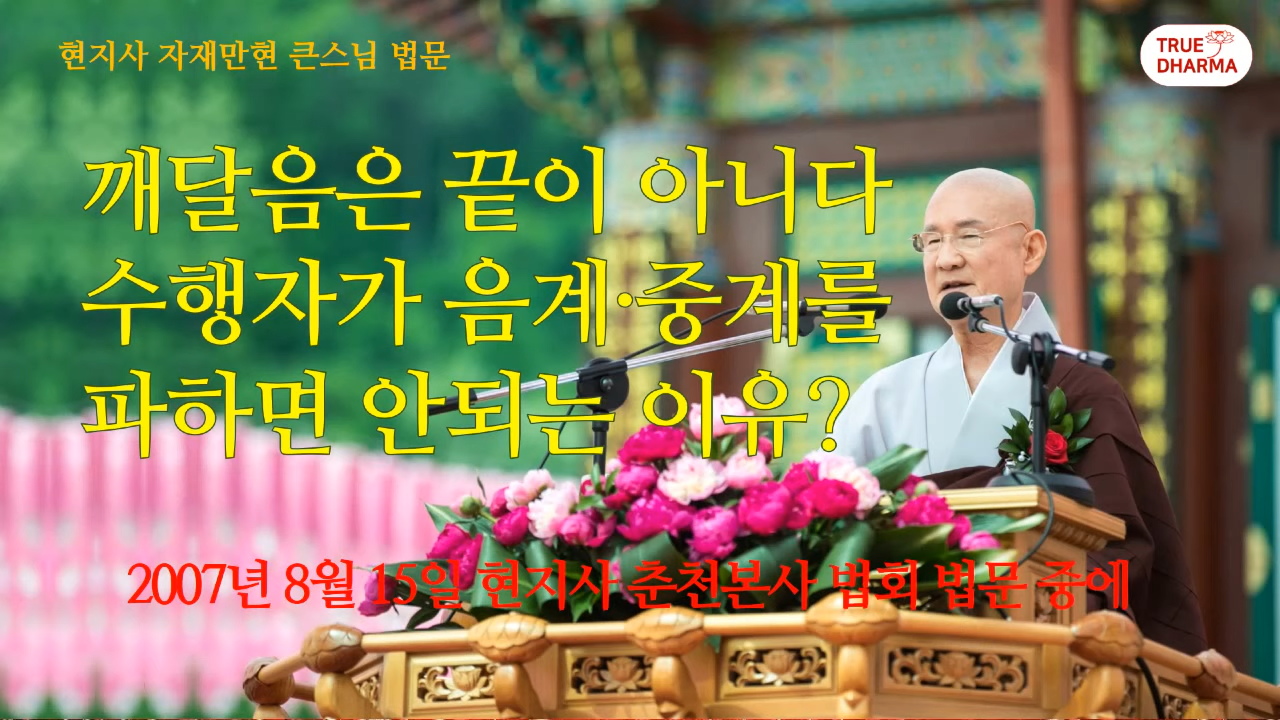 현지사 자재만현 큰스님 법문
TRUE
DHARMA
깨달음은 끝이 아니다
수행자가 음계·중계를
파하면 안되는 이유?
2007년 8월 15일 현지사 춘천본사 법회 법문 중에